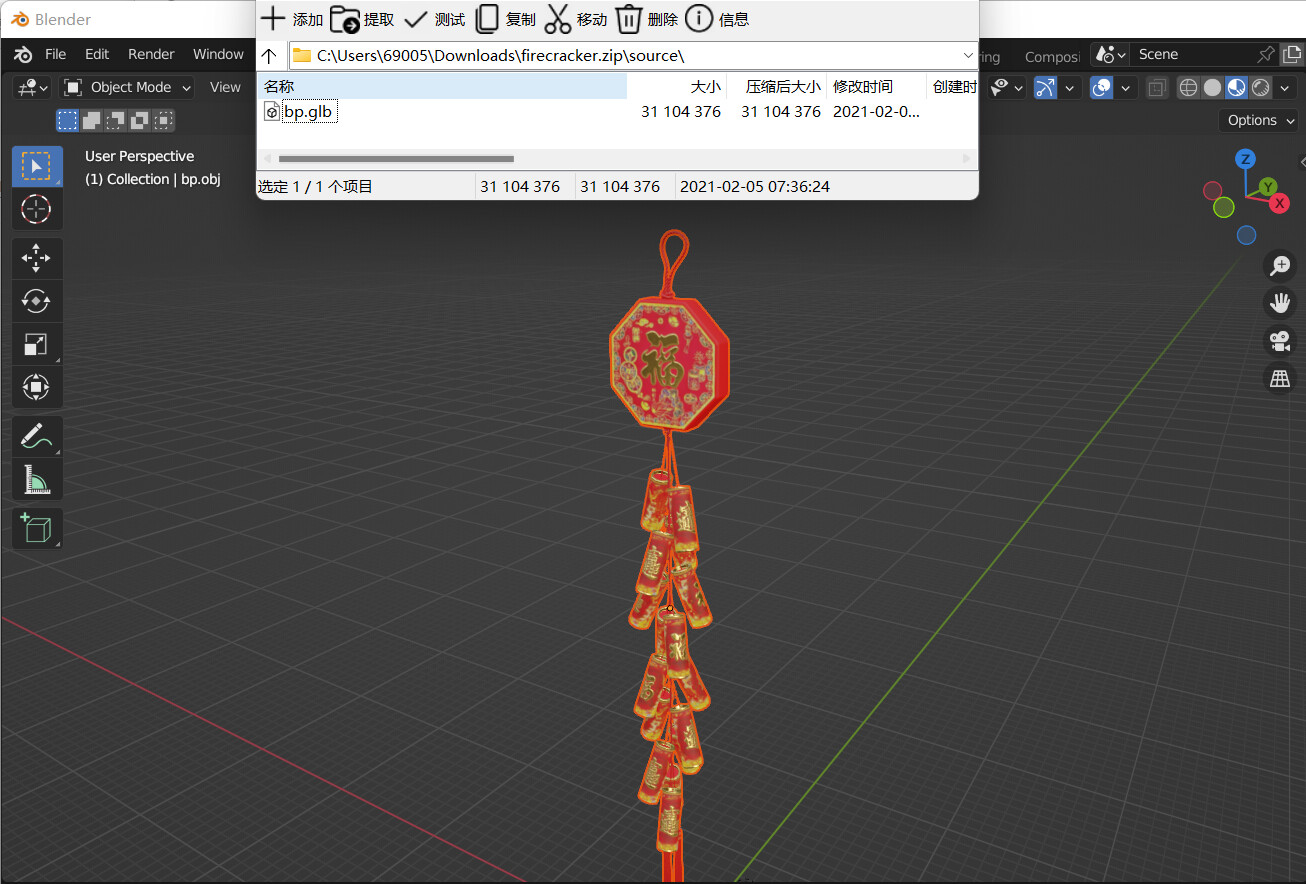 Blender
添加 提取 测试 复制 移动 删除 信息
C:\Users\69005\Downloads\firecracker.zip\source\
名称 大小 压缩后大小 修改时间 创建时
bp.glb 31 104 376 31 104 376 2021-02-0...
选定 1 / 1 个项目 31 104 376 31 104 376 2021-02-05 07:36:24
File Edit Render Window ring Composi Scene
Object Mode View
Options
User Perspective
(1) Collection | bp.obj
Z
Y
X
福